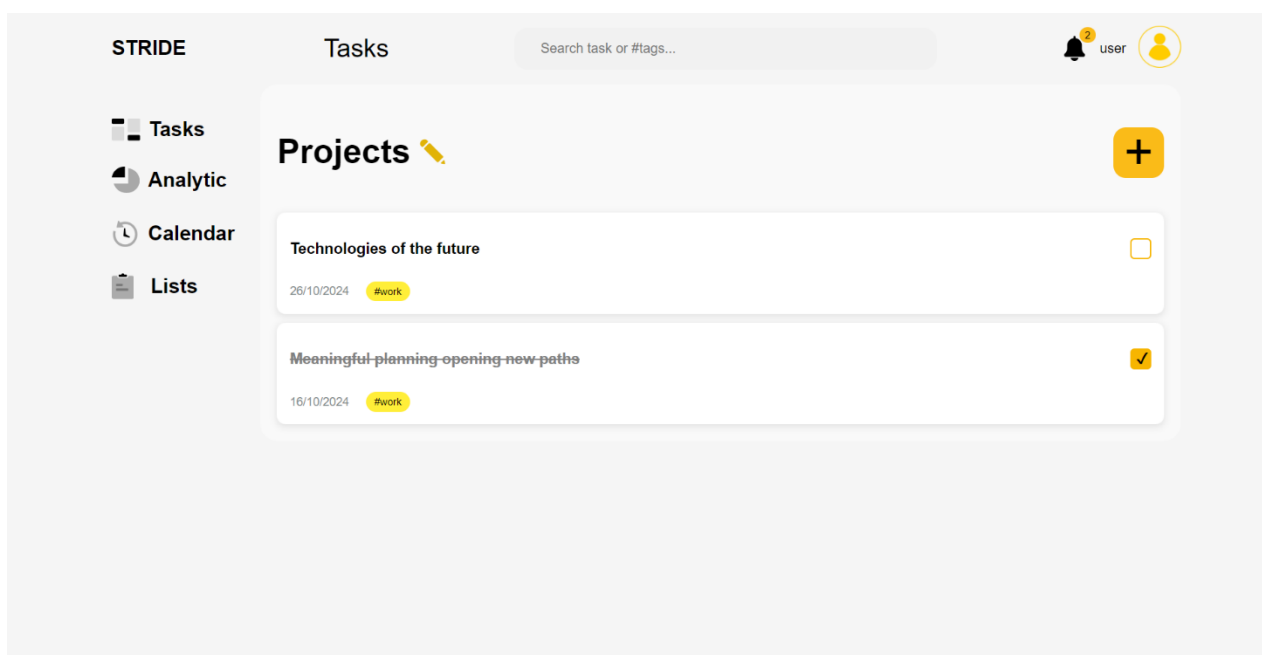 STRIDE
Tasks
Search task or #tags...
2
user
Tasks
Analytic
Calendar
Lists
Projects
Technologies of the future
26/10/2024 #work
Meaningful planning opening new paths
16/10/2024 #work